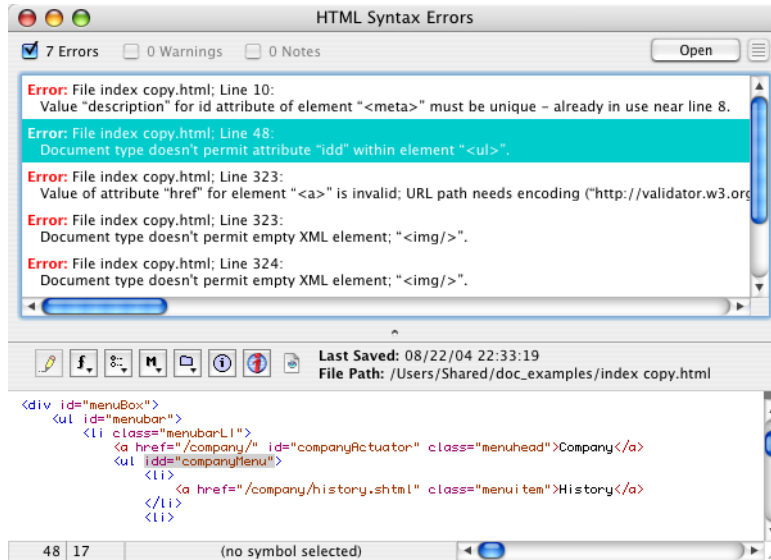 HTML Syntax Errors
7 Errors 0 Warnings 0 Notes Open
Error: File index copy.html; Line 10:
Value “description” for id attribute of element “<meta>” must be unique – already in use near line 8.
Error: File index copy.html; Line 48:
Document type doesn't permit attribute “idd” within element “<ul>”.
Error: File index copy.html; Line 323:
Value of attribute “href” for element “<a>” is invalid; URL path needs encoding (“http://validator.w3.org
Error: File index copy.html; Line 323:
Document type doesn't permit empty XML element; “<img/>”.
Error: File index copy.html; Line 324:
Document type doesn't permit empty XML element; “<img/>”.
Last Saved: 08/22/04 22:33:19
File Path: /Users/Shared/doc_examples/index copy.html
<div id="menuBox">
<ul id="menubar">
<li class="menubarLI">
<a href="/company/" id="companyActuator" class="menuhead">Company</a>
<ul idd="companyMenu">
<li>
<a href="/company/history.shtml" class="menuitem">History</a>
</li>
<li>
48 17 (no symbol selected)